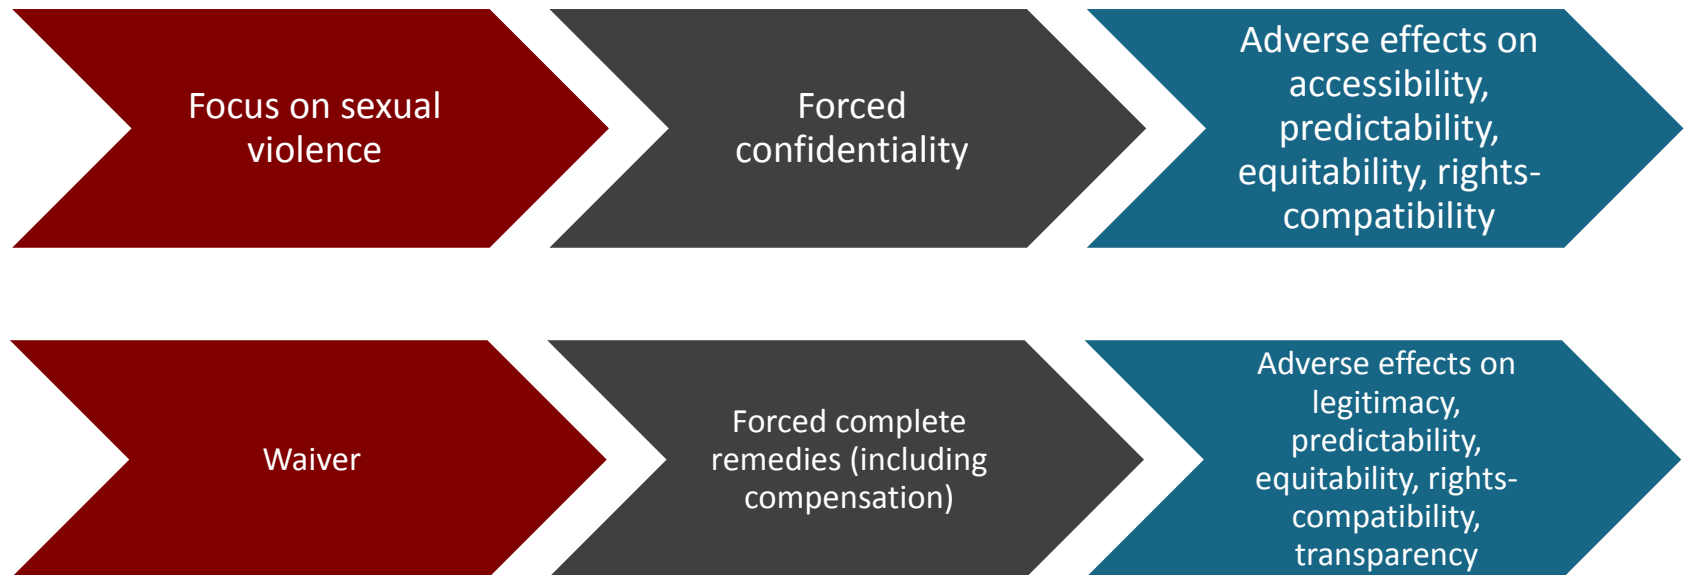 Focus on sexual
violence
Forced
confidentiality
Adverse effects on
accessibility,
predictability,
equitability, rights-
compatibility
Waiver
Forced complete
remedies (including
compensation)
Adverse effects on
legitimacy,
predictability,
equitability, rights-
compatibility,
transparency